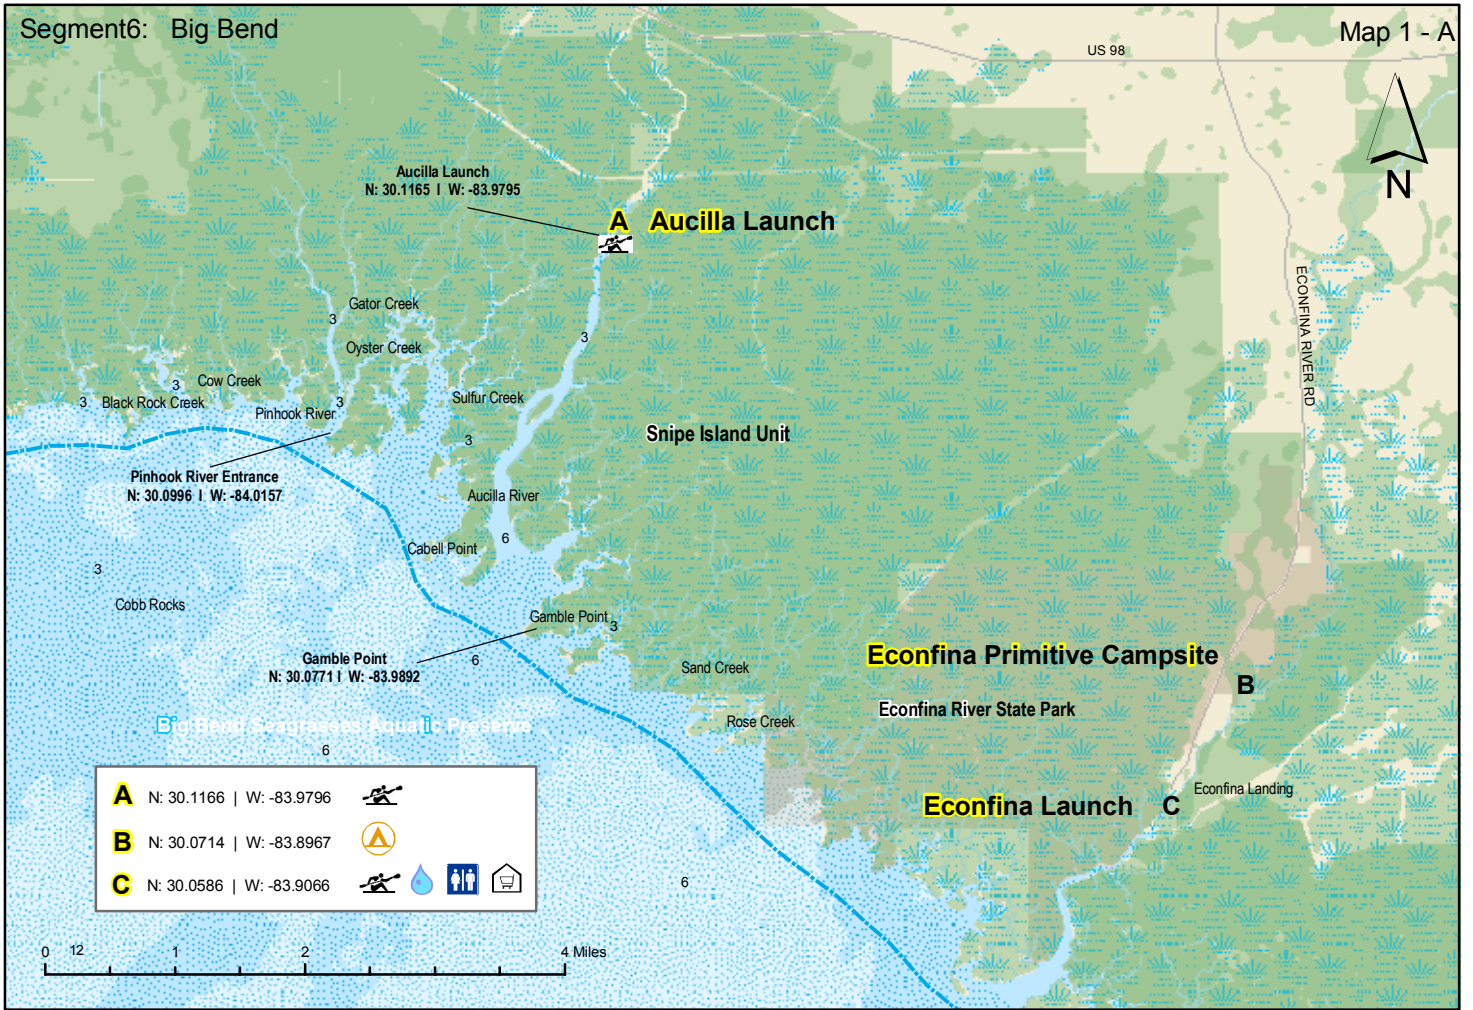 Segment6: Big Bend
Map 1 - A
US 98
N
Aucilla Launch
N: 30.1165 I W: -83.9795
A Aucilla Launch
ECONFINA RIVER RD
Gator Creek
3
3
Oyster Creek
3
Cow Creek
Sulfur Creek
3
Black Rock Creek
3
Pinhook River
3
Snipe Island Unit
Pinhook River Entrance
N: 30.0996 I W: -84.0157
Aucilla River
6
Cabell Point
3
Cobb Rocks
Gamble Point
3
Gamble Point
N: 30.0771 I W: -83.9892
6
Econfina Primitive Campsite
B
Sand Creek
Econfina River State Park
Rose Creek
Big Bend Seagrasses Aquatic Preserve
6
Econfina Landing
Econfina Launch C
A N: 30.1166 | W: -83.9796
B N: 30.0714 | W: -83.8967
C N: 30.0586 | W: -83.9066
6
0 12 1 2 4 Miles